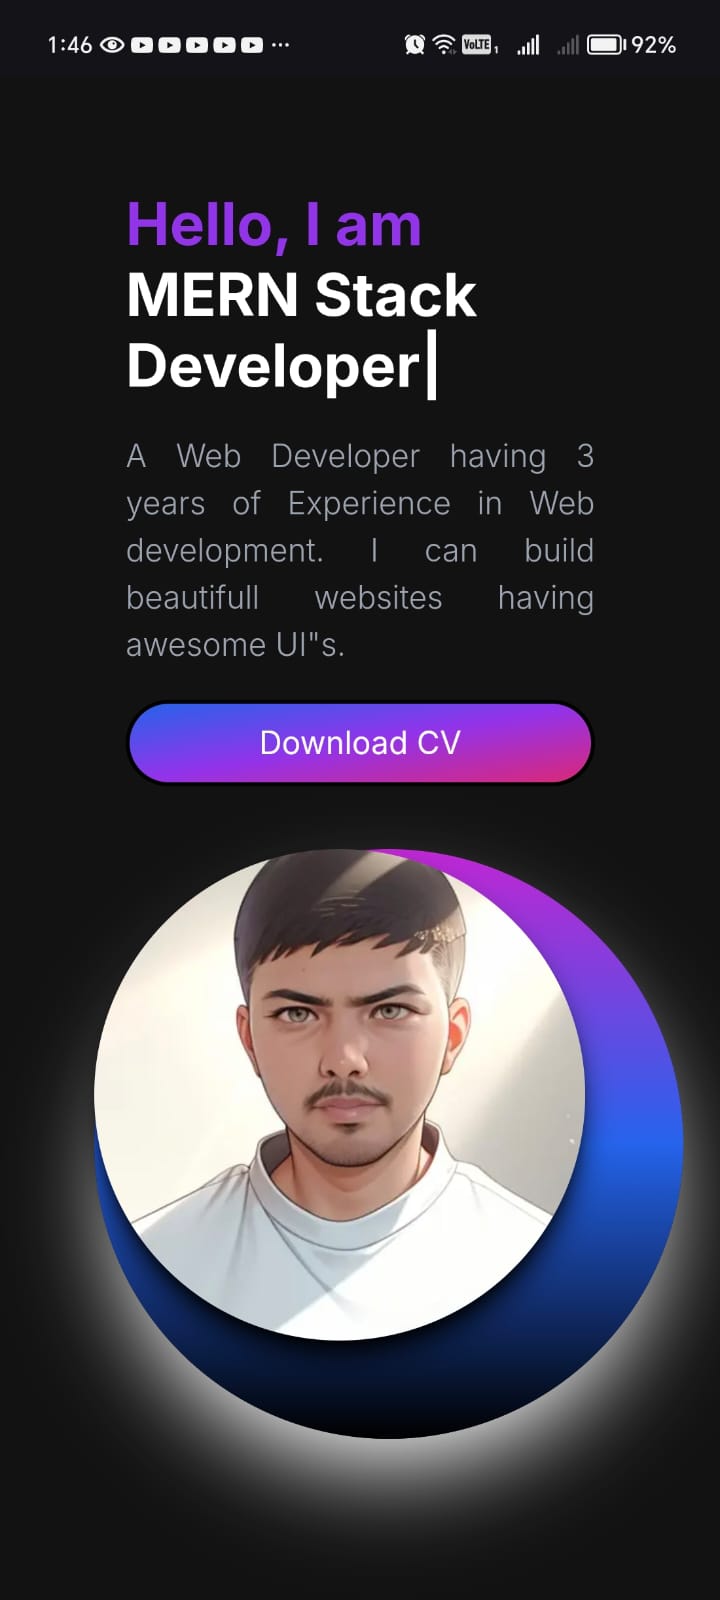 1:46 VoLTE 1 92%
Hello, I am
MERN Stack
Developer|
A Web Developer having 3
years of Experience in Web
development. I can build
beautifull websites having
awesome UI"s.
Download CV